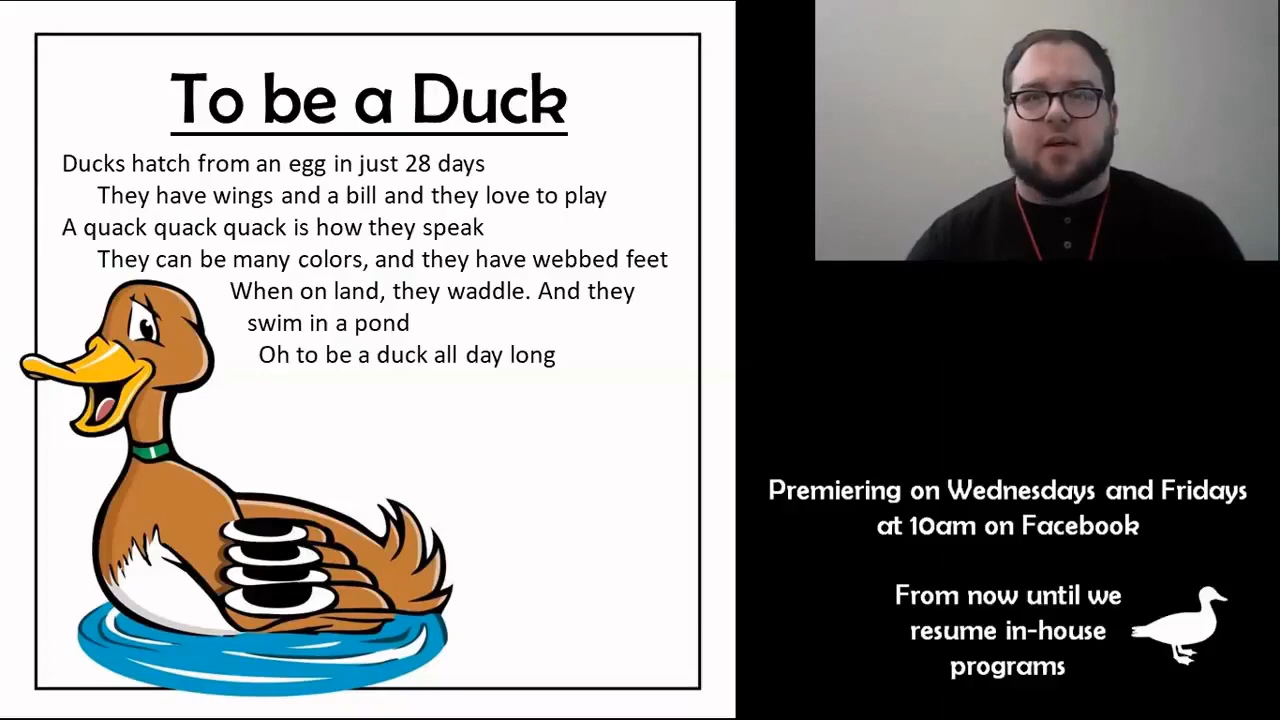 To be a Duck
Ducks hatch from an egg in just 28 days
They have wings and a bill and they love to play
A quack quack quack is how they speak
They can be many colors, and they have webbed feet
When on land, they waddle. And they
swim in a pond
Oh to be a duck all day long
Premiering on Wednesdays and Fridays
at 10am on Facebook
From now until we
resume in-house
programs